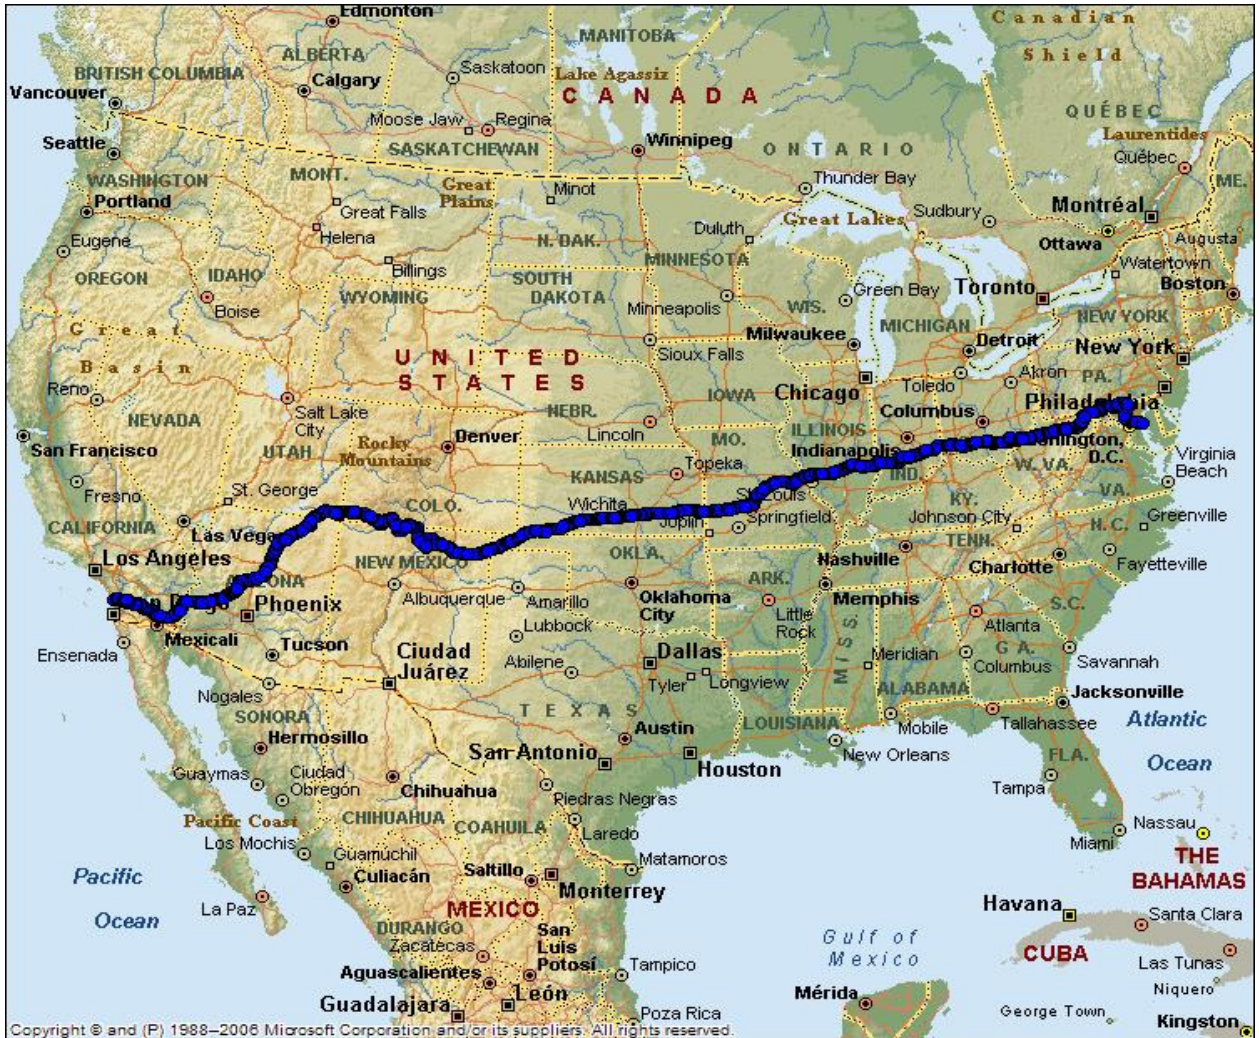 Edmonton
MANITOBA
Canadian
Shield
ALBERTA
BRITISH COLUMBIA
Calgary
Saskatoon
Lake Agassiz
CANADA
Vancouver
QUÉBEC
Moose Jaw
Regina
Laurentides
Seattle
SASKATCHEWAN
Winnipeg
ONTARIO
Québec
WASHINGTON
MONT.
Great
Plains
Minot
Thunder Bay
ME.
Portland
Great Falls
Great Lakes
Sudbury
Montréal
Eugene
Helena
N. DAK.
Duluth
Ottawa
Augusta
OREGON
IDAHO
Billings
SOUTH
DAKOTA
MINNESOTA
Watertown
WYOMING
Boise
Minneapolis
WIS.
Green Bay
Toronto
Boston
Great
Basin
UNITED
STATES
Sioux Falls
Milwaukee
MICHIGAN
Detroit
NEW YORK
New York
Reno
Chicago
Toledo
Akron
PA.
NEVADA
Salt Lake
City
NEBR.
IOWA
Columbus
Philadelphia
San Francisco
UTAH
Rocky
Mountains
Denver
Lincoln
MO.
ILLINOIS
Indianapolis
D.C.
Virginia
Beach
Fresno
St. George
COLO.
KANSAS
Topeka
IND.
W. VA.
VA.
CALIFORNIA
Las Vegas
Wichita
St. Louis
KY.
Johnson City
N.C.
Greenville
Los Angeles
NEW MEXICO
OKLA.
Joplin
Springfield
TENN.
ARIZONA
Albuquerque
Amarillo
ARK.
Nashville
Charlotte
Fayetteville
Phoenix
Oklahoma
City
Memphis
Little
Rock
S.C.
Ensenada
Mexicali
Tucson
Lubbock
Atlanta
Ciudad
Juárez
Abilene
Dallas
MISS.
Meridian
GA.
Columbus
Savannah
Nogales
Tyler
Longview
ALABAMA
Jacksonville
SONORA
TEXAS
LOUISIANA
Mobile
Tallahassee
Atlantic
Ocean
Hermosillo
Austin
New Orleans
San Antonio
Houston
FLA.
Guaymas
Ciudad
Obregón
Chihuahua
Piedras Negras
Tampa
Pacific Coast
CHIHUAHUA
COAHUILA
Laredo
Miami
Nassau
Los Mochis
Guamuchil
Matamoros
THE
BAHAMAS
Pacific
Ocean
Culiacán
Saltillo
Monterrey
La Paz
MEXICO
Havana
Santa Clara
DURANGO
Zacatecas
San
Luis
Potosí
Gulf of
Mexico
CUBA
Aguascalientes
Tampico
Las Tunas
Niquero
Guadalajara
León
Poza Rica
Mérida
George Town
Kingston
Copyright © and (P) 1988–2006 Microsoft Corporation and/or its suppliers. All rights reserved.